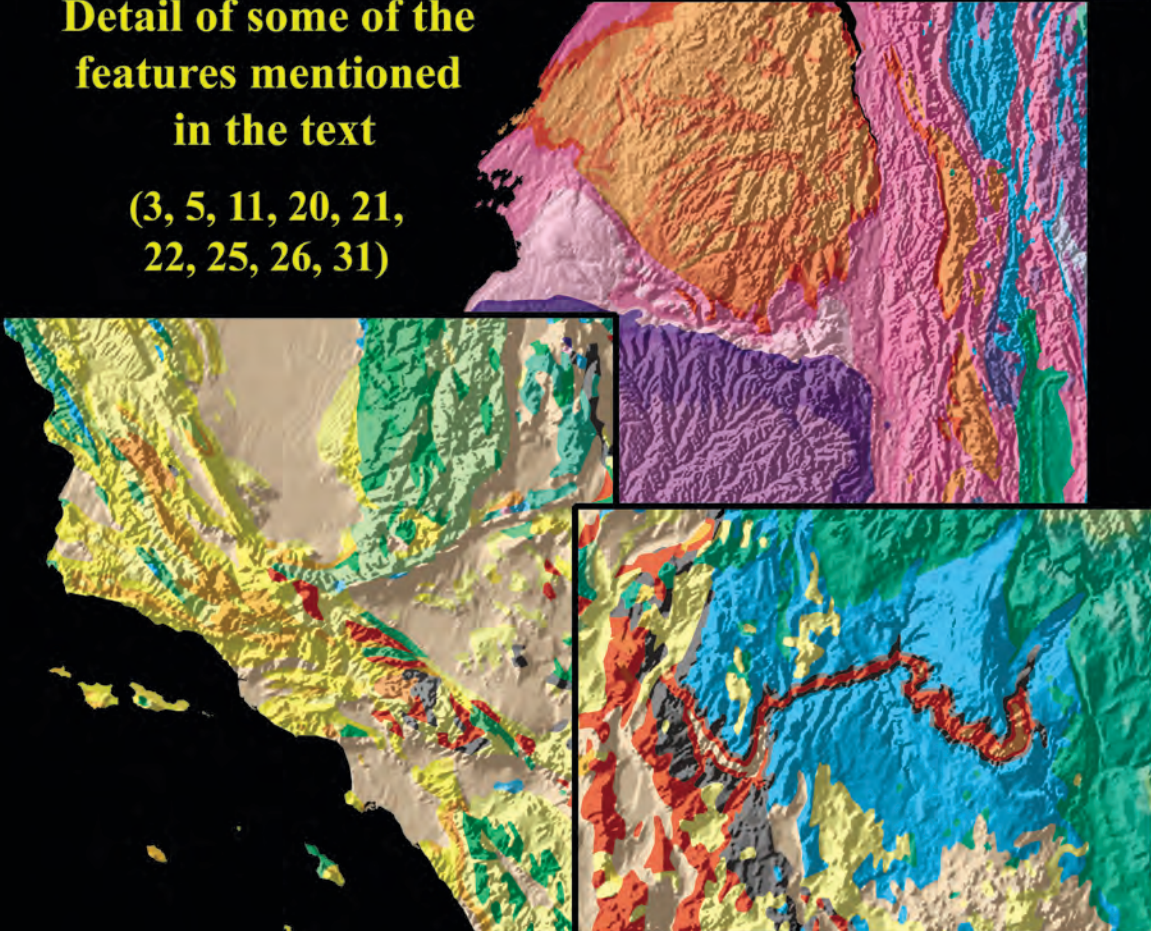 Detail of some of the
features mentioned
in the text
(3, 5, 11, 20, 21,
22, 25, 26, 31)